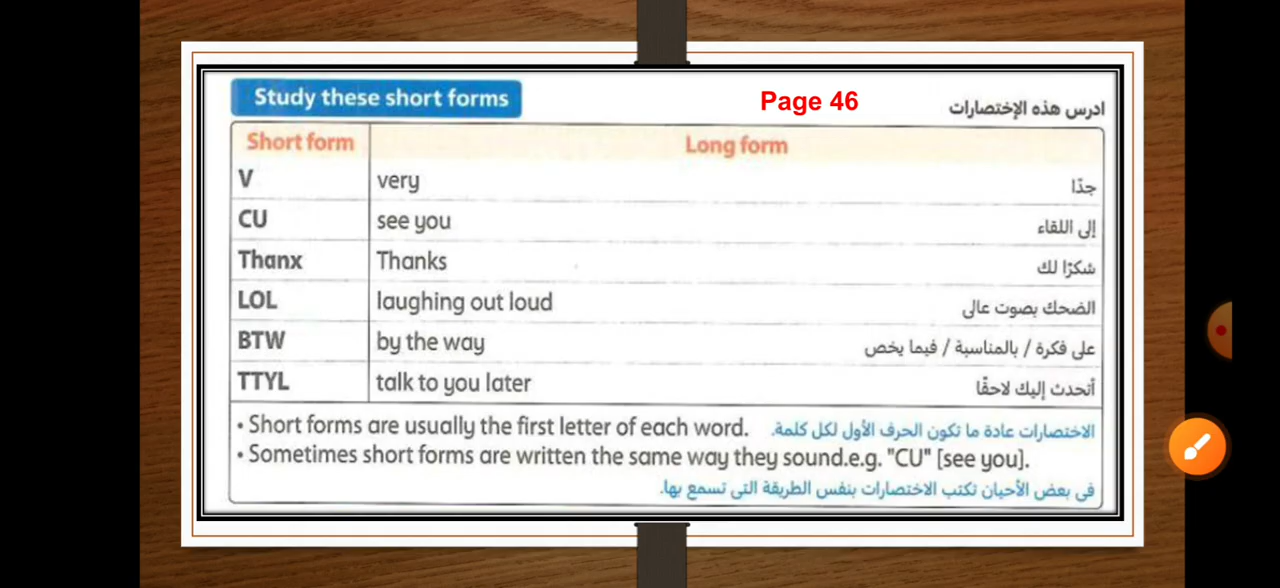 Study these short forms
Page 46
ادرس هذه الإختصارات
Short form Long form
V very جدًا
CU see you إلى اللقاء
Thanx Thanks شكرًا لك
LOL laughing out loud الضحك بصوت عالى
BTW by the way على فكرة / بالمناسبة / فيما يخص
TTYL talk to you later أتحدث إليك لاحقًا
• Short forms are usually the first letter of each word. الاختصارات عادة ما تكون الحرف الأول لكل كلمة.
• Sometimes short forms are written the same way they sound.e.g. "CU" [see you].
فى بعض الأحيان تكتب الاختصارات بنفس الطريقة التى تسمع بها.